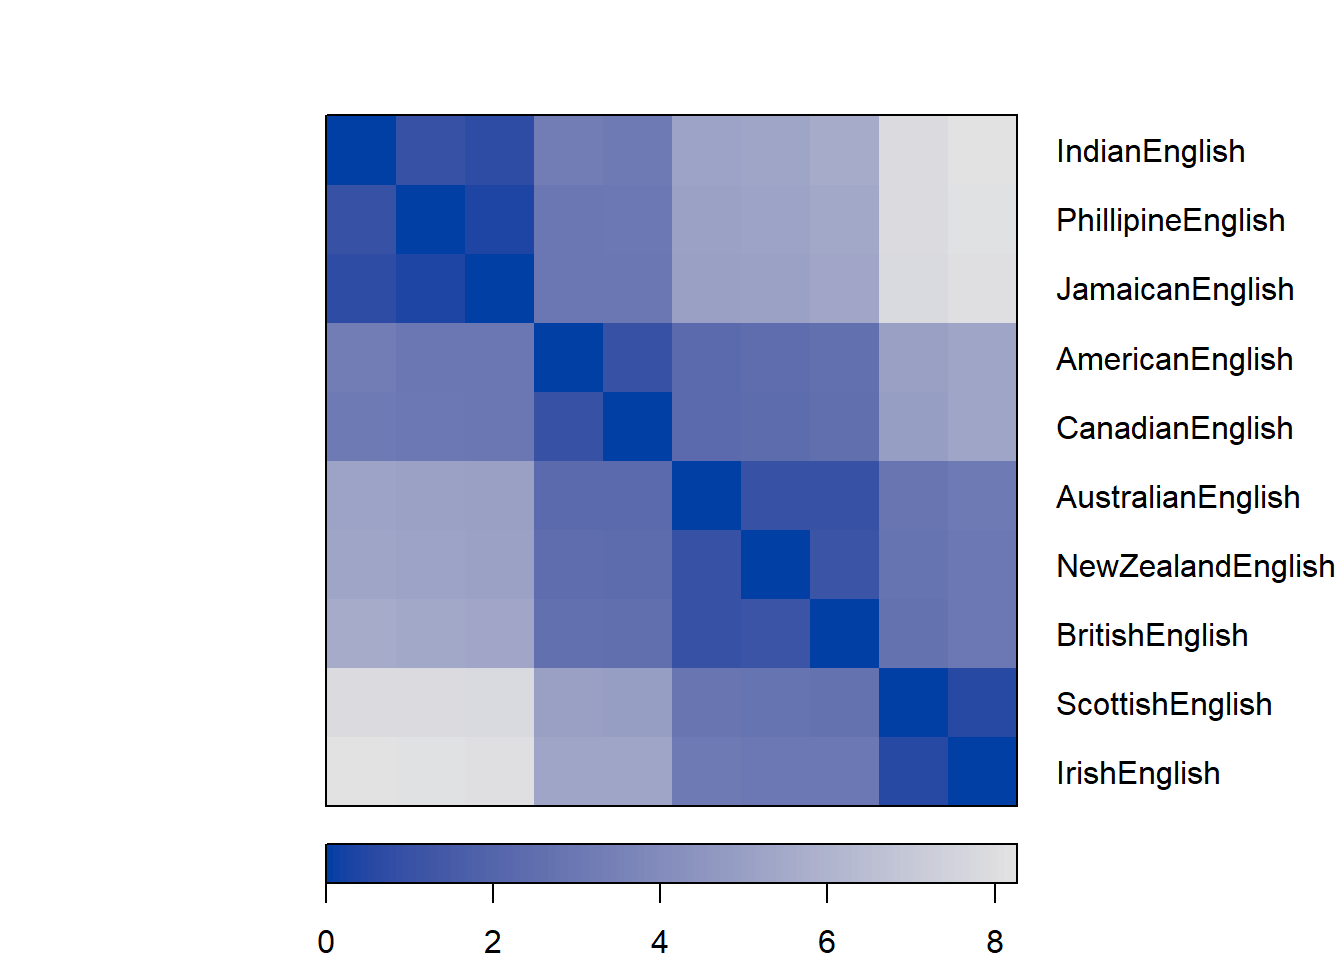 IndianEnglish
PhillipineEnglish
JamaicanEnglish
AmericanEnglish
CanadianEnglish
AustralianEnglish
NewZealandEnglish
BritishEnglish
ScottishEnglish
IrishEnglish
0 2 4 6 8